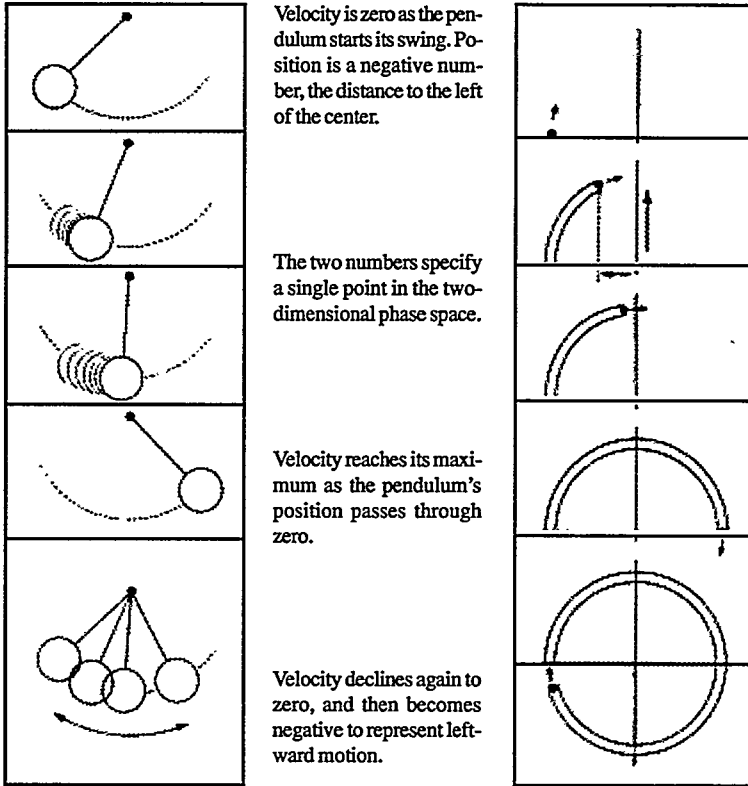 Velocity is zero as the pen-
dulum starts its swing. Po-
sition is a negative num-
ber, the distance to the left
of the center.
The two numbers specify
a single point in the two-
dimensional phase space.
Velocity reaches its maxi-
mum as the pendulum's
position passes through
zero.
Velocity declines again to
zero, and then becomes
negative to represent left-
ward motion.